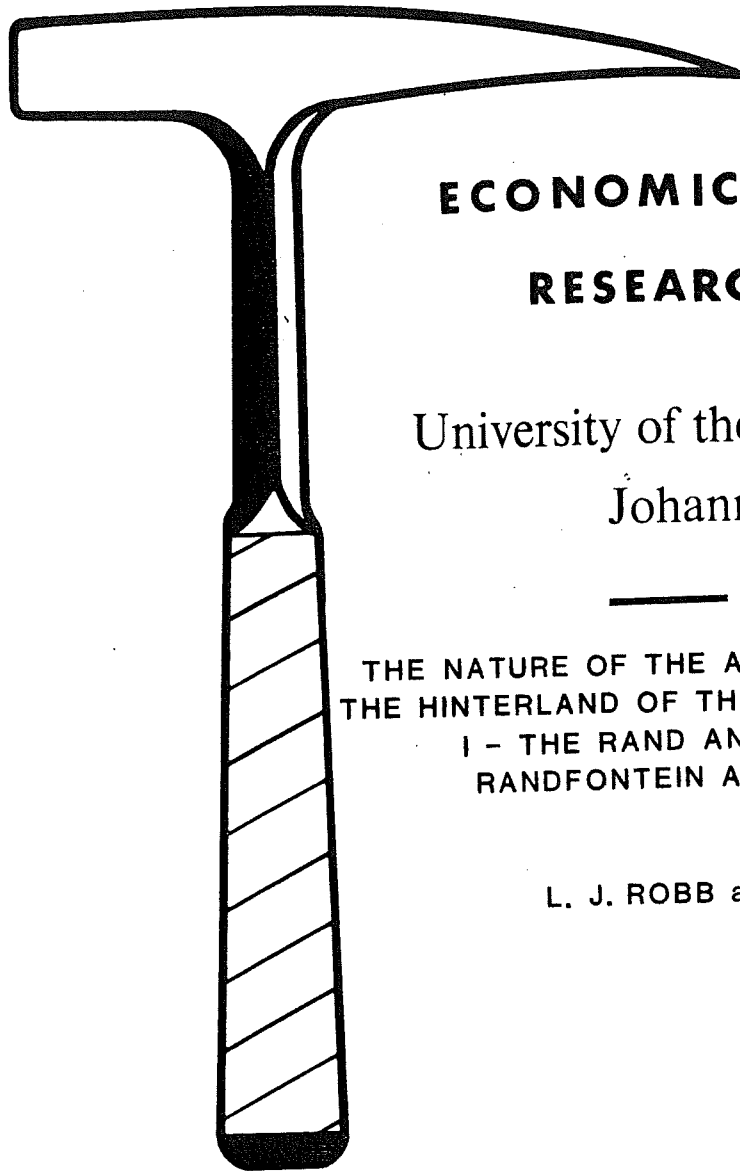 ECONOMIC
RESEARC
University of the
Johann
THE NATURE OF THE A
THE HINTERLAND OF TH
I – THE RAND AN
RANDFONTEIN A
L. J. ROBB a